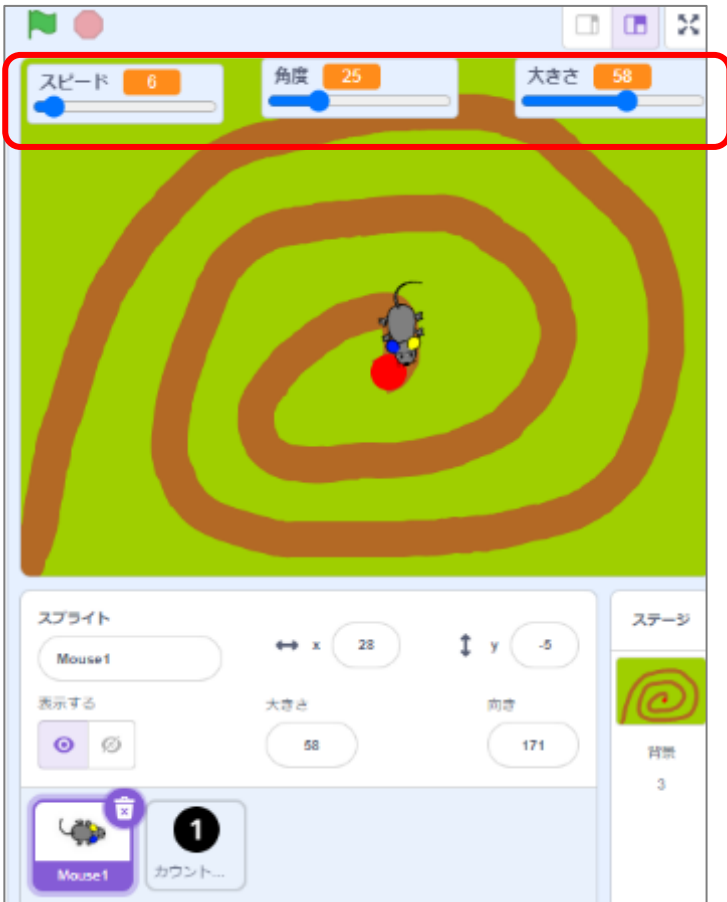 スピード 6
角度 25
大きさ 58
スプライト
Mouse1
x 28
y -5
表示する
大きさ
58
向き
171
ステージ
背景
3
Mouse1
1
カウント...